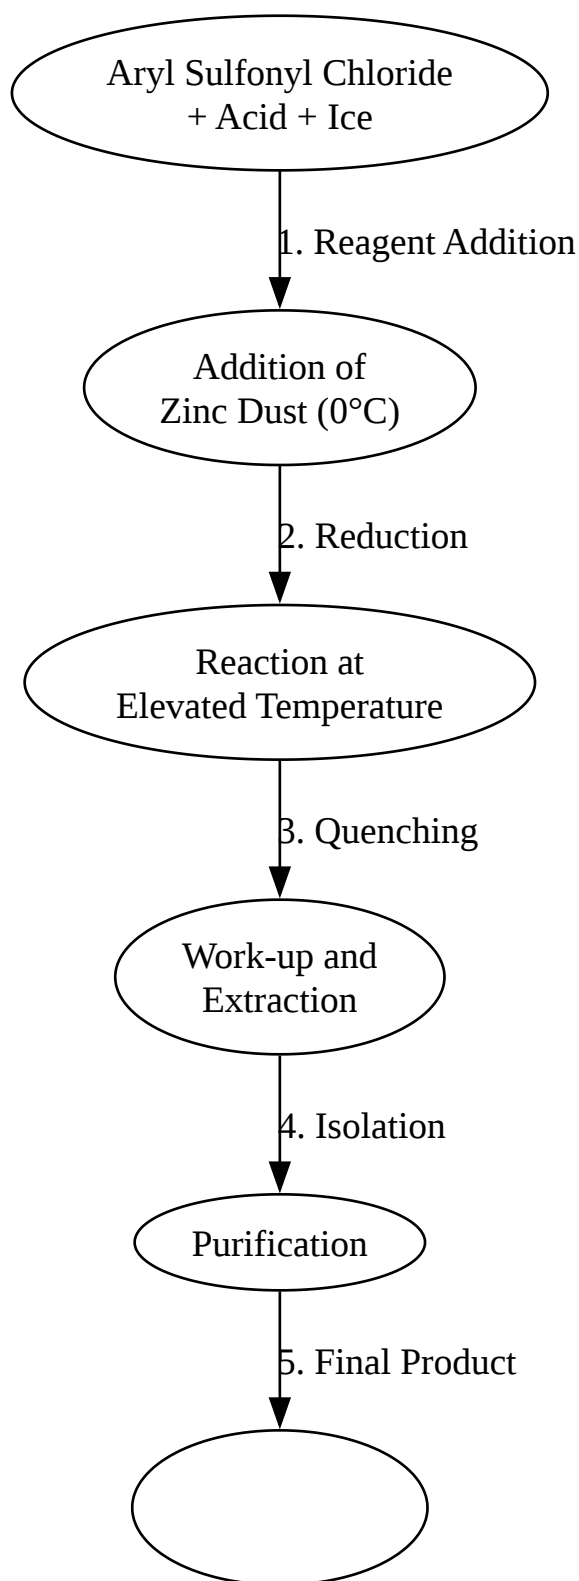 Aryl Sulfonyl Chloride
+ Acid + Ice
1. Reagent Addition
Addition of
Zinc Dust (0°C)
2. Reduction
Reaction at
Elevated Temperature
3. Quenching
Work-up and
Extraction
4. Isolation
Purification
5. Final Product